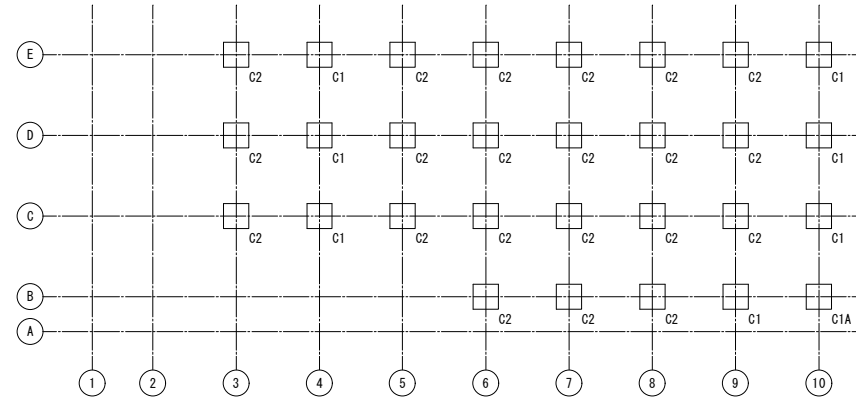 E
C2 C1 C2 C2 C2 C2 C2 C1
D
C2 C1 C2 C2 C2 C2 C2 C1
C
C2 C1 C2 C2 C2 C2 C2 C1
B
C2 C2 C2 C1 C1A
A
1 2 3 4 5 6 7 8 9 10